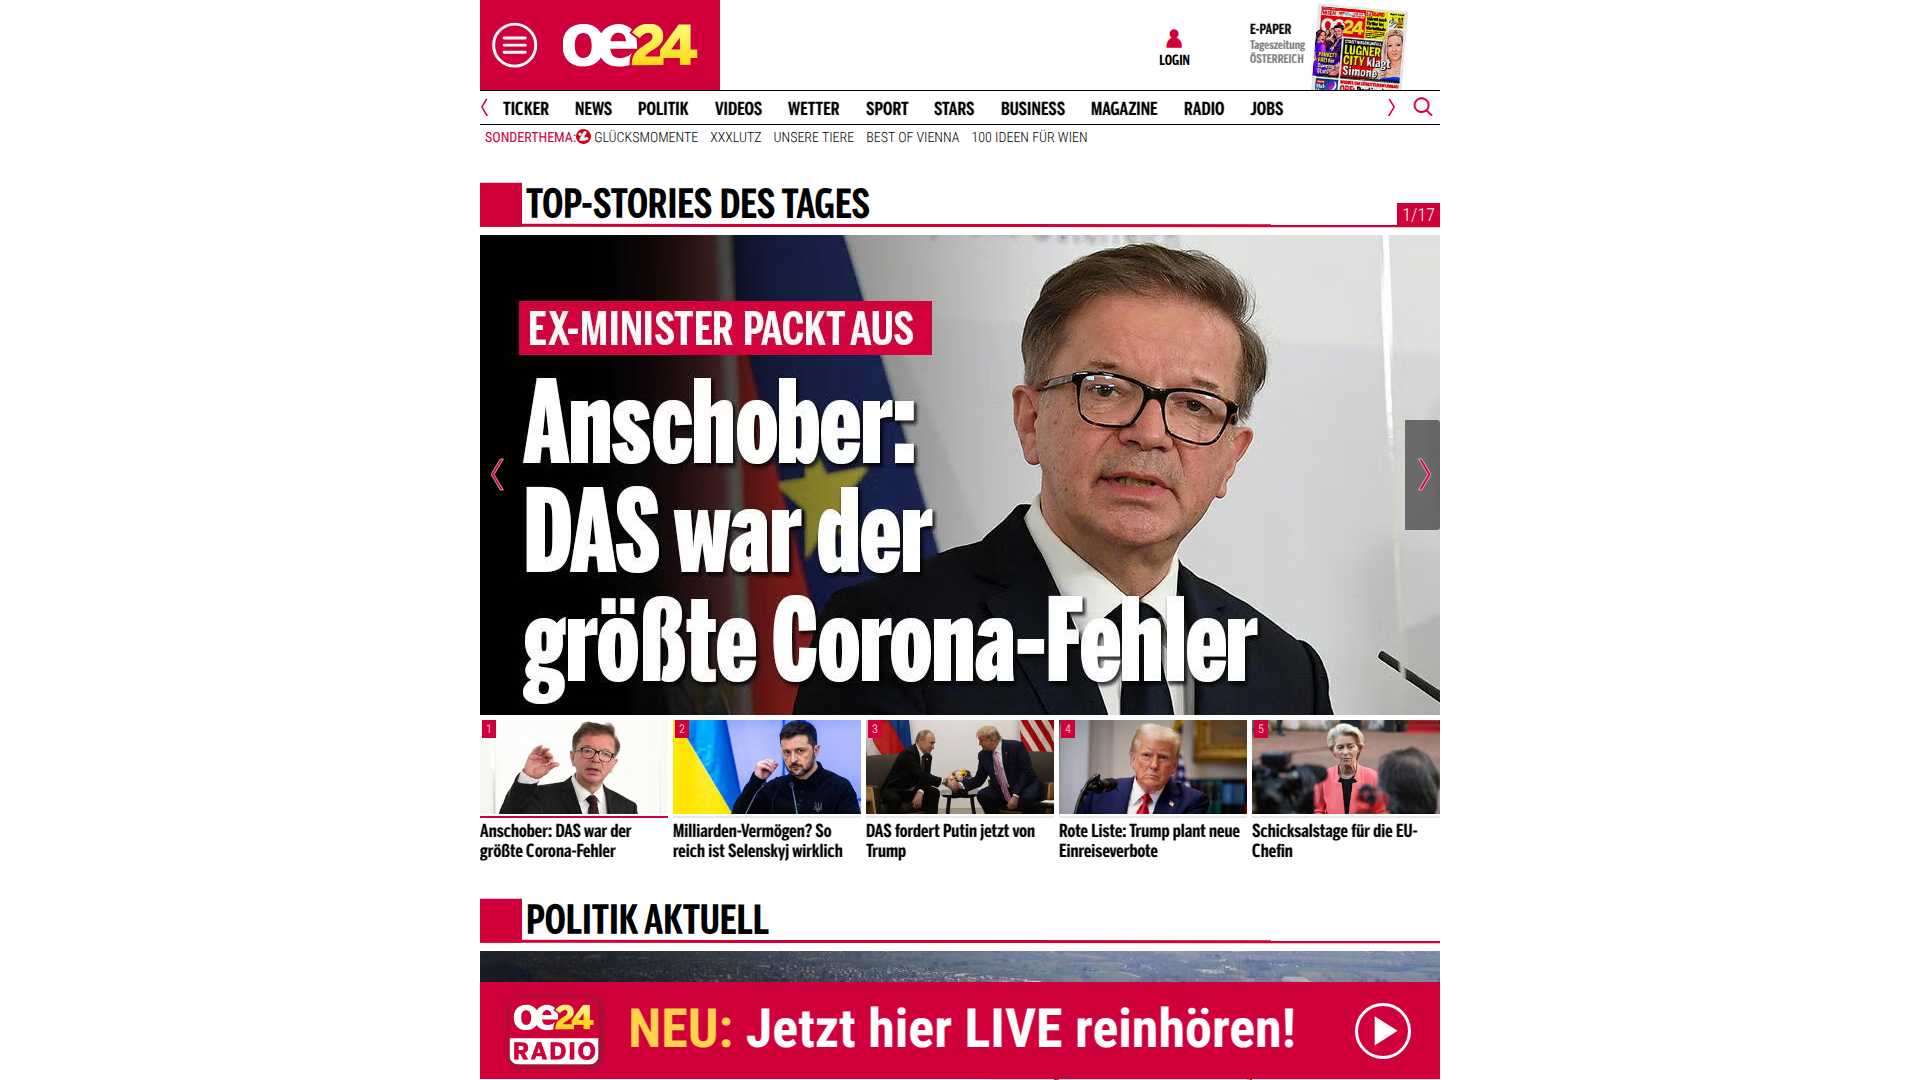 oe24
LOGIN
E-PAPER
Tageszeitung
ÖSTERREICH
oe24
LUGNER
CITY klagt
Simone
TICKER NEWS POLITIK VIDEOS WETTER SPORT STARS BUSINESS MAGAZINE RADIO JOBS
SONDERTHEMA: GLÜCKSMOMENTE XXXLUTZ UNSERE TIERE BEST OF VIENNA 100 IDEEN FÜR WIEN
TOP-STORIES DES TAGES
1/17
EX-MINISTER PACKT AUS
Anschober:
DAS war der
größte Corona-Fehler
1
2
3
4
5
Anschober: DAS war der
größte Corona-Fehler
Milliarden-Vermögen? So
reich ist Selenskyj wirklich
DAS fordert Putin jetzt von
Trump
Rote Liste: Trump plant neue
Einreiseverbote
Schicksalstage für die EU-
Chefin
POLITIK AKTUELL
oe24
RADIO
NEU: Jetzt hier LIVE reinhören!